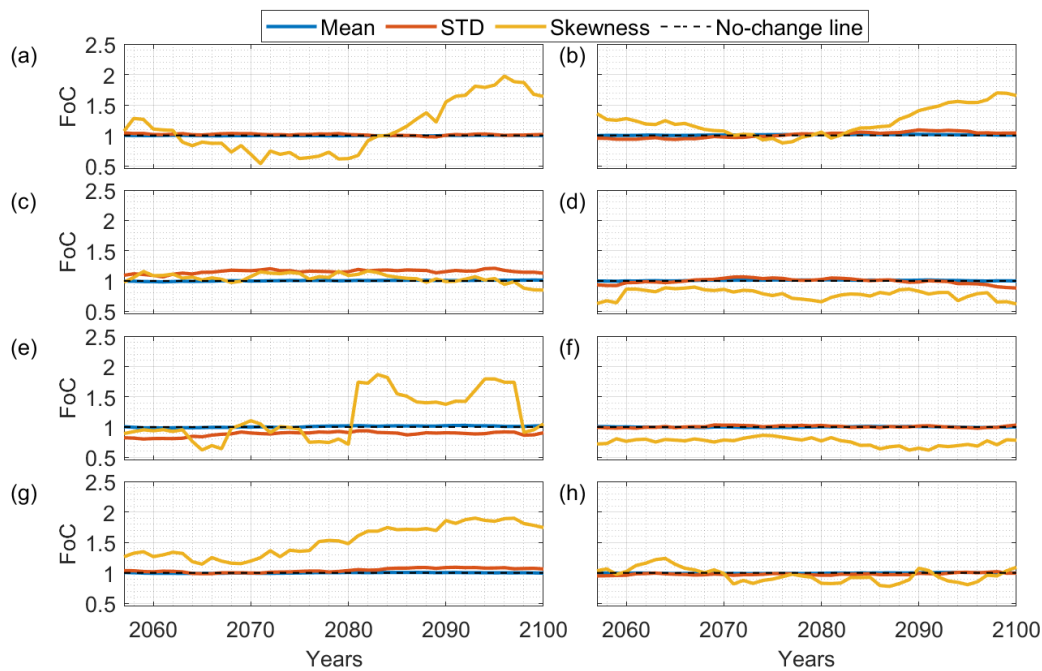 Mean STD Skewness No-change line
(a) 2.5 (b)
2
FoC 1.5
1
0.5
(c) 2.5 (d)
2
FoC 1.5
1
0.5
(e) 2.5 (f)
2
FoC 1.5
1
0.5
(g) 2.5 (h)
2
FoC 1.5
1
0.5
2060 2070 2080 2090 2100 2060 2070 2080 2090 2100
Years Years